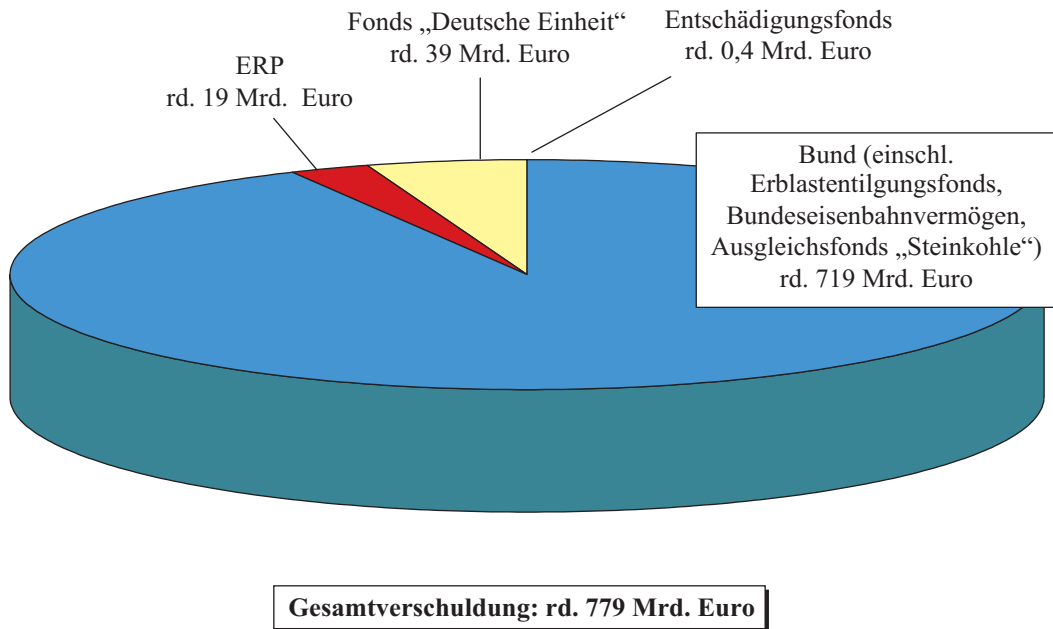 Fonds „Deutsche Einheit“
rd. 39 Mrd. Euro
Entschädigungsfonds
rd. 0,4 Mrd. Euro
ERP
rd. 19 Mrd. Euro
Bund (einschl.
Erblastentilgungsfonds,
Bundeseisenbahnvermögen,
Ausgleichsfonds „Steinkohle“)
rd. 719 Mrd. Euro
Gesamtverschuldung: rd. 779 Mrd. Euro